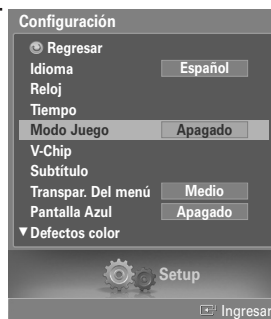 Configuración
Regresar
Idioma Español
Reloj
Tiempo
Modo Juego Apagado
V-Chip
Subtítulo
Transpar. Del menú Medio
Pantalla Azul Apagado
▼Defectos color
Setup
Ingresar